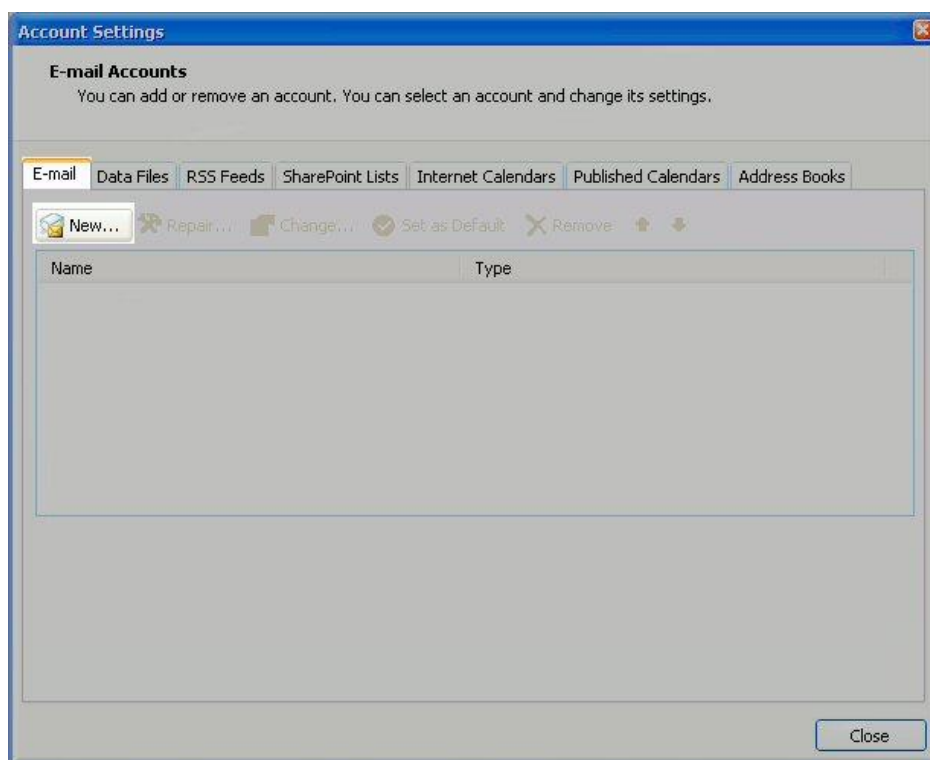 Account Settings
E-mail Accounts
You can add or remove an account. You can select an account and change its settings.
E-mail Data Files RSS Feeds SharePoint Lists Internet Calendars Published Calendars Address Books
New... Repair... Change... Set as Default Remove
Name Type
Close